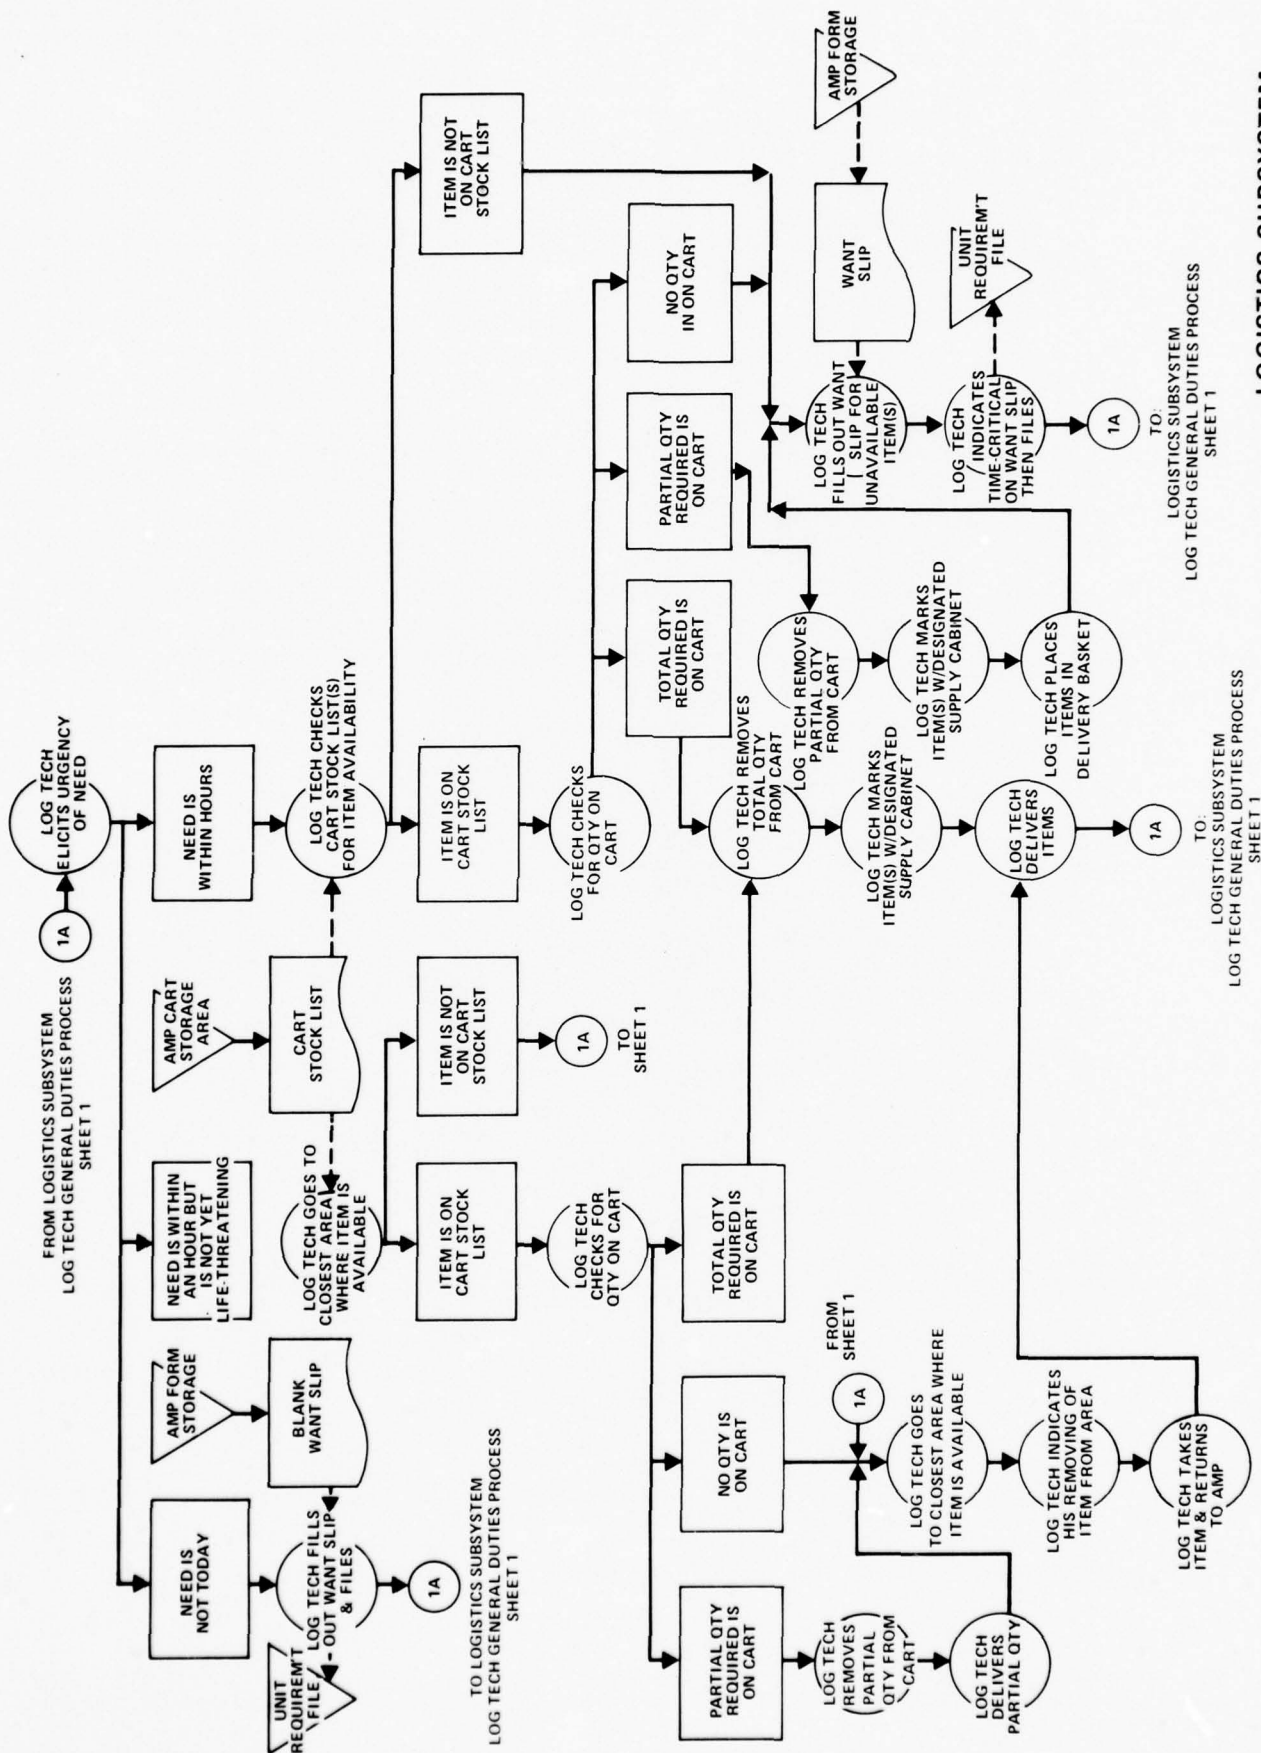 FROM LOGISTICS SUBSYSTEM
LOG TECH GENERAL DUTIES PROCESS
SHEET 1
1A
LOG TECH
ELICITS URGENCY
OF NEED
NEED IS
NOT TODAY
AMP FORM
STORAGE
NEED IS WITHIN
AN HOUR BUT
IS NOT YET
LIFE-THREATENING
AMP CART
STORAGE
AREA
NEED IS
WITHIN HOURS
UNIT
REQUIREM'T
FILE
LOG TECH FILLS
OUT WANT SLIP
& FILES
BLANK
WANT SLIP
LOG TECH GOES TO
CLOSEST AREA
WHERE ITEM IS
AVAILABLE
CART
STOCK LIST
LOG TECH CHECKS
CART STOCK LIST(S)
FOR ITEM AVAILABILITY
1A
TO LOGISTICS SUBSYSTEM
LOG TECH GENERAL DUTIES PROCESS
SHEET 1
ITEM IS ON
CART STOCK
LIST
ITEM IS NOT
ON CART
STOCK LIST
ITEM IS ON
CART STOCK
LIST
ITEM IS NOT
ON CART
STOCK LIST
LOG TECH
CHECKS FOR
QTY ON CART
1A
TO
SHEET 1
LOG TECH CHECKS
FOR QTY ON
CART
PARTIAL QTY
REQUIRED IS
ON CART
NO QTY IS
ON CART
TOTAL QTY
REQUIRED IS
ON CART
TOTAL QTY
REQUIRED IS
ON CART
PARTIAL QTY
REQUIRED IS
ON CART
NO QTY
IN ON CART
LOG TECH
REMOVES
PARTIAL
QTY FROM
CART
1A
FROM
SHEET 1
LOG TECH REMOVES
TOTAL QTY
FROM CART
LOG TECH REMOVES
PARTIAL QTY
FROM CART
LOG TECH
FILLS OUT WANT
SLIP FOR
UNAVAILABLE
ITEM(S)
WANT
SLIP
AMP FORM
STORAGE
LOG TECH
DELIVERS
PARTIAL QTY
LOG TECH GOES
TO CLOSEST AREA WHERE
ITEM IS AVAILABLE
LOG TECH MARKS
ITEM(S) W/DESIGNATED
SUPPLY CABINET
LOG TECH MARKS
ITEM(S) W/DESIGNATED
SUPPLY CABINET
LOG TECH
INDICATES
TIME-CRITICAL
ON WANT SLIP
THEN FILES
UNIT
REQUIREM'T
FILE
LOG TECH INDICATES
HIS REMOVING OF
ITEM FROM AREA
LOG TECH
DELIVERS
ITEMS
LOG TECH PLACES
ITEMS IN
DELIVERY BASKET
1A
TO:
LOGISTICS SUBSYSTEM
LOG TECH GENERAL DUTIES PROCESS
SHEET 1
LOG TECH TAKES
ITEM & RETURNS
TO AMP
1A
TO:
LOGISTICS SUBSYSTEM
LOG TECH GENERAL DUTIES PROCESS
SHEET 1